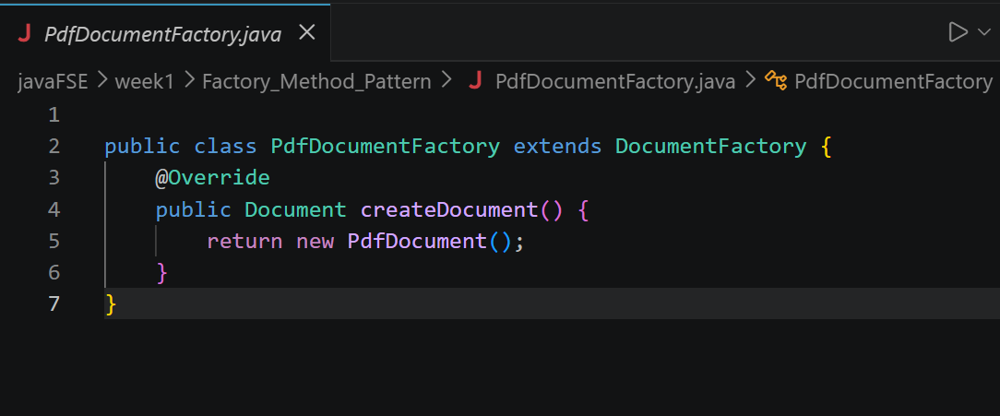 J PdfDocumentFactory.java
javaFSE > week1 > Factory_Method_Pattern > J PdfDocumentFactory.java > PdfDocumentFactory
1
2 public class PdfDocumentFactory extends DocumentFactory {
3     @Override
4     public Document createDocument() {
5         return new PdfDocument();
6     }
7 }